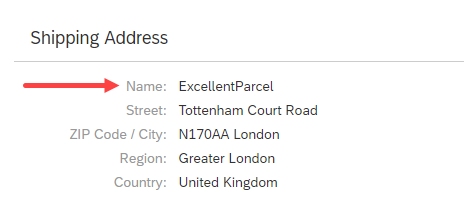 Shipping Address
Name: ExcellentParcel
Street: Tottenham Court Road
ZIP Code / City: N170AA London
Region: Greater London
Country: United Kingdom